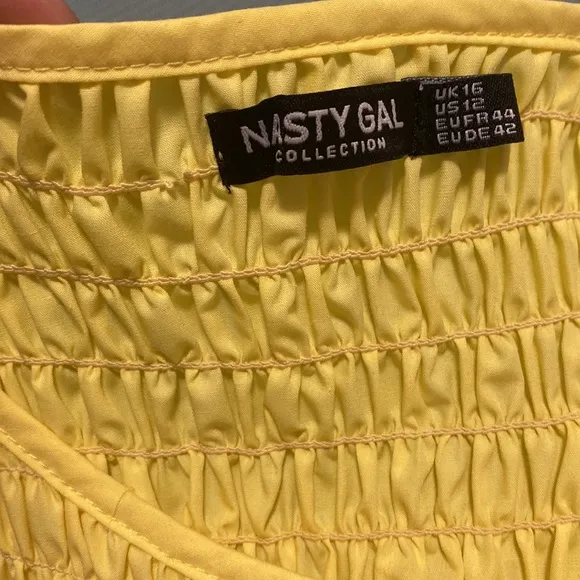 NASTY GAL
COLLECTION
UK16
US12
EUFR44
EUDE42